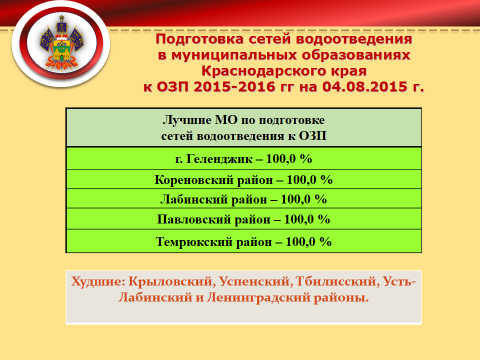 Подготовка сетей водоотведения
в муниципальных образованиях
Краснодарского края
к ОЗП 2015-2016 гг на 04.08.2015 г.
Лучшие МО по подготовке
сетей водоотведения к ОЗП
г. Геленджик – 100,0 %
Кореновский район – 100,0 %
Лабинский район – 100,0 %
Павловский район – 100,0 %
Темрюкский район – 100,0 %
Худшие: Крыловский, Успенский, Тбилисский, Усть-
Лабинский и Ленинградский районы.